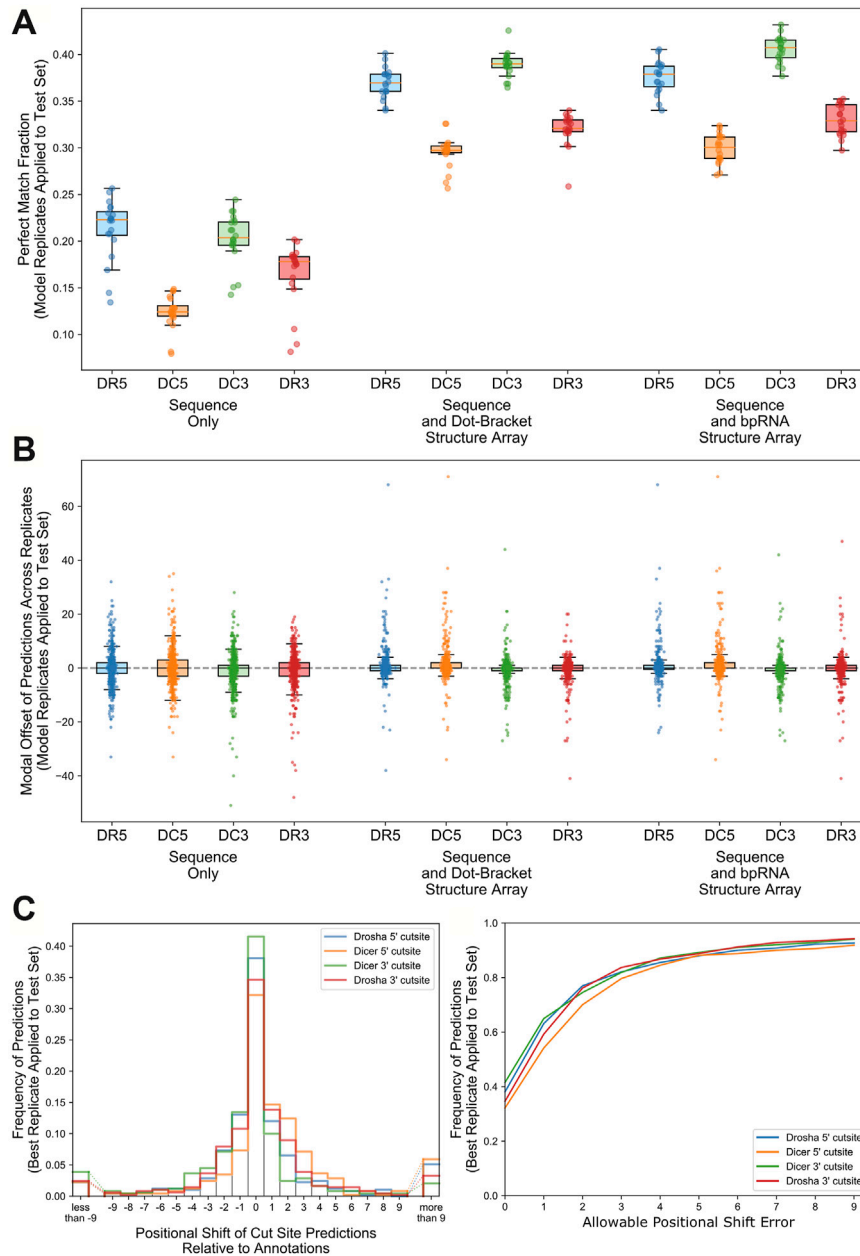 A
Perfect Match Fraction
(Model Replicates Applied to Test Set)
0.40
0.35
0.30
0.25
0.20
0.15
0.10
DR5 DC5 DC3 DR3 DR5 DC5 DC3 DR3 DR5 DC5 DC3 DR3
Sequence
Only
Sequence
and Dot-Bracket
Structure Array
Sequence
and bpRNA
Structure Array
B
Modal Offset of Predictions Across Replicates
(Model Replicates Applied to Test Set)
60
40
20
0
−20
−40
DR5 DC5 DC3 DR3 DR5 DC5 DC3 DR3 DR5 DC5 DC3 DR3
Sequence
Only
Sequence
and Dot-Bracket
Structure Array
Sequence
and bpRNA
Structure Array
C
Frequency of Predictions
(Best Replicate Applied to Test Set)
0.40
0.35
0.30
0.25
0.20
0.15
0.10
0.05
0.00
Drosha 5' cutsite
Dicer 5' cutsite
Dicer 3' cutsite
Drosha 3' cutsite
less
than -9
-9 -8 -7 -6 -5 -4 -3 -2 -1 0 1 2 3 4 5 6 7 8 9
more
than 9
Positional Shift of Cut Site Predictions
Relative to Annotations
Frequency of Predictions
(Best Replicate Applied to Test Set)
1.0
0.8
0.6
0.4
0.2
0.0
Drosha 5' cutsite
Dicer 5' cutsite
Dicer 3' cutsite
Drosha 3' cutsite
0 1 2 3 4 5 6 7 8 9
Allowable Positional Shift Error